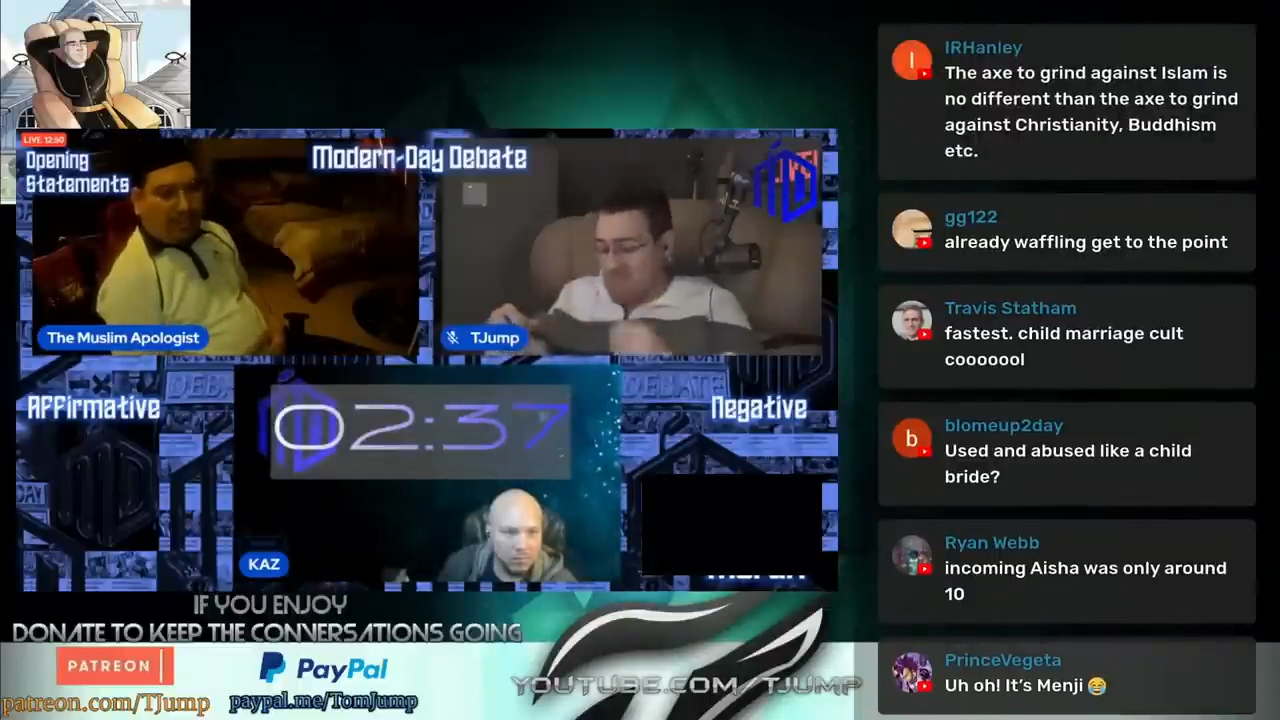 LIVE 12:50
Opening
Statements
Modern-Day Debate
The Muslim Apologist
TJump
Affirmative
Negative
DEBATE
DEBATE
02:37
KAZ
IF YOU ENJOY
DONATE TO KEEP THE CONVERSATIONS GOING
PATREON
PayPal
patreon.com/TJump
paypal.me/TomJump
YOUTUBE.COM/TJUMP
IRHanley
The axe to grind against Islam is
no different than the axe to grind
against Christianity, Buddhism
etc.
gg122
already waffling get to the point
Travis Statham
fastest. child marriage cult
cooooool
b
blomeup2day
Used and abused like a child
bride?
Ryan Webb
incoming Aisha was only around
10
PrinceVegeta
Uh oh! It's Menji 😂